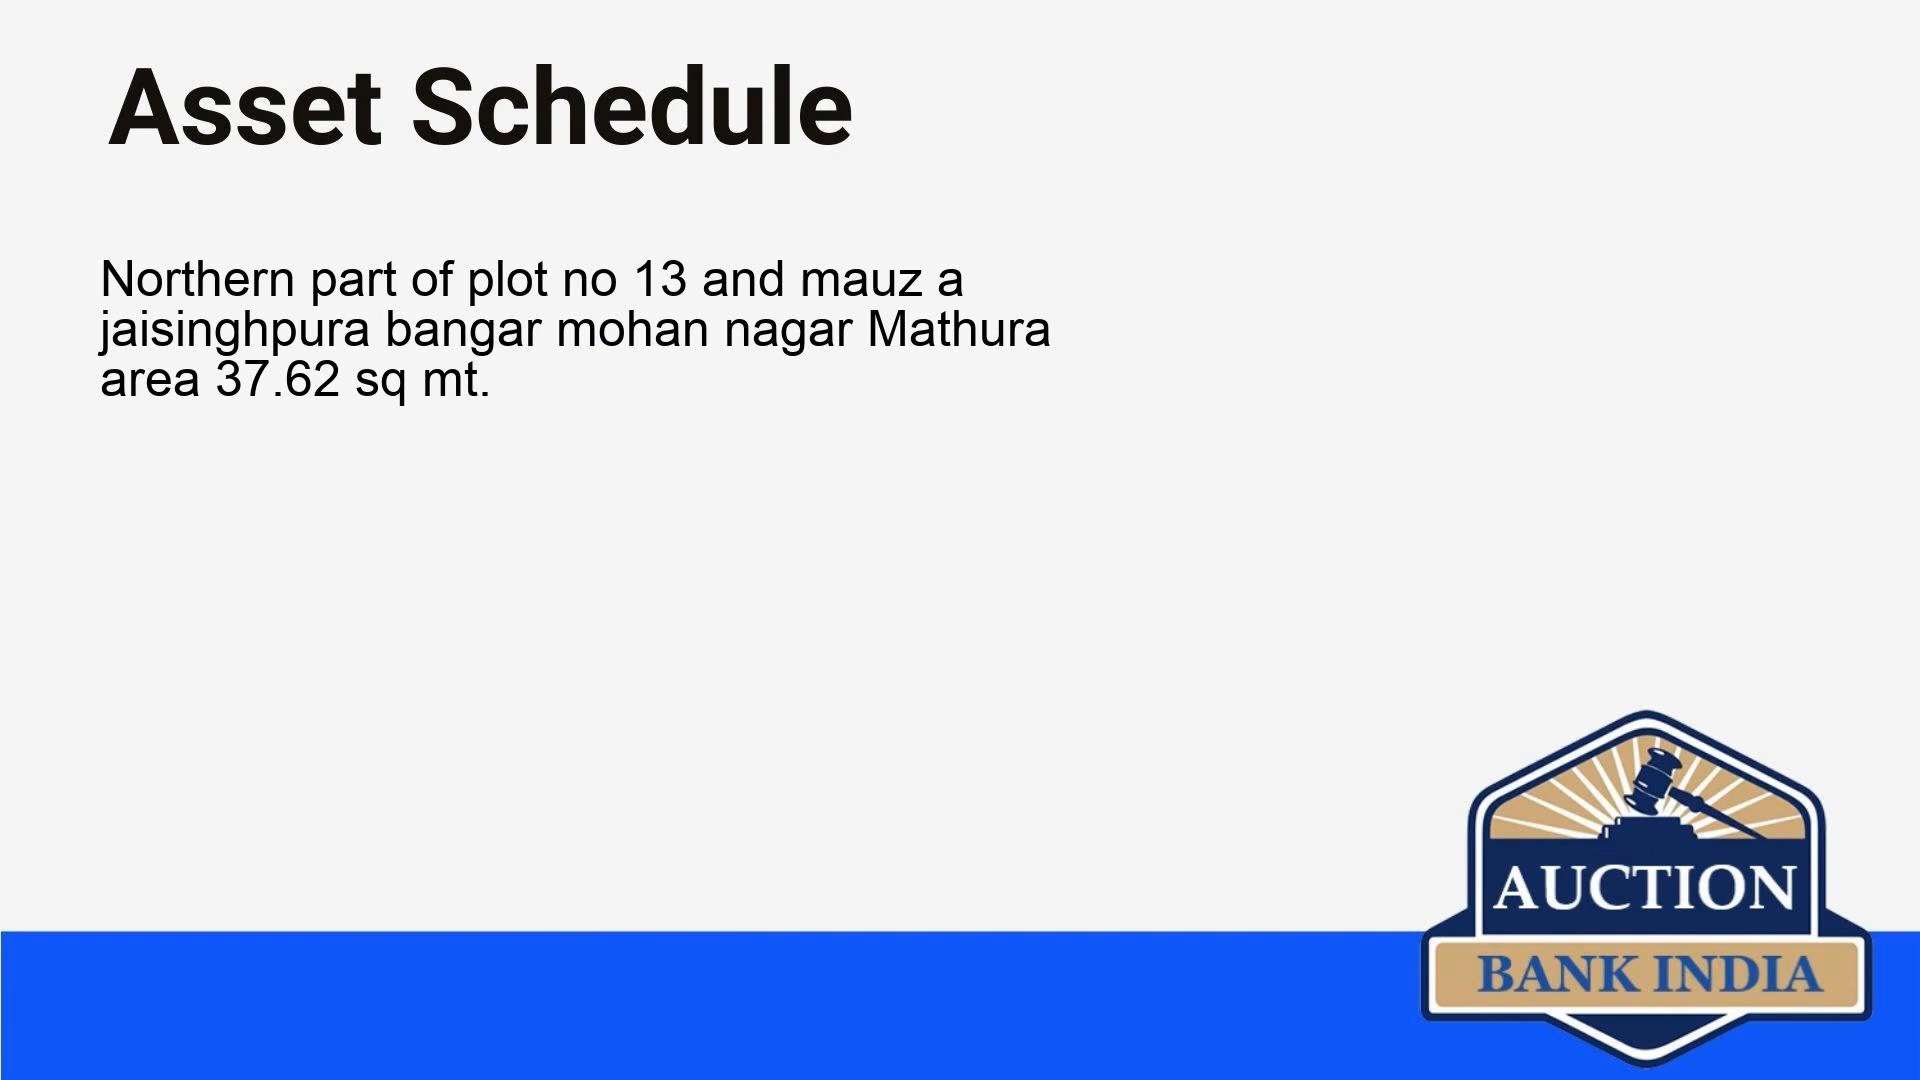 Asset Schedule
Northern part of plot no 13 and mauz a
jaisinghpura bangar mohan nagar Mathura
area 37.62 sq mt.
AUCTION
BANK INDIA